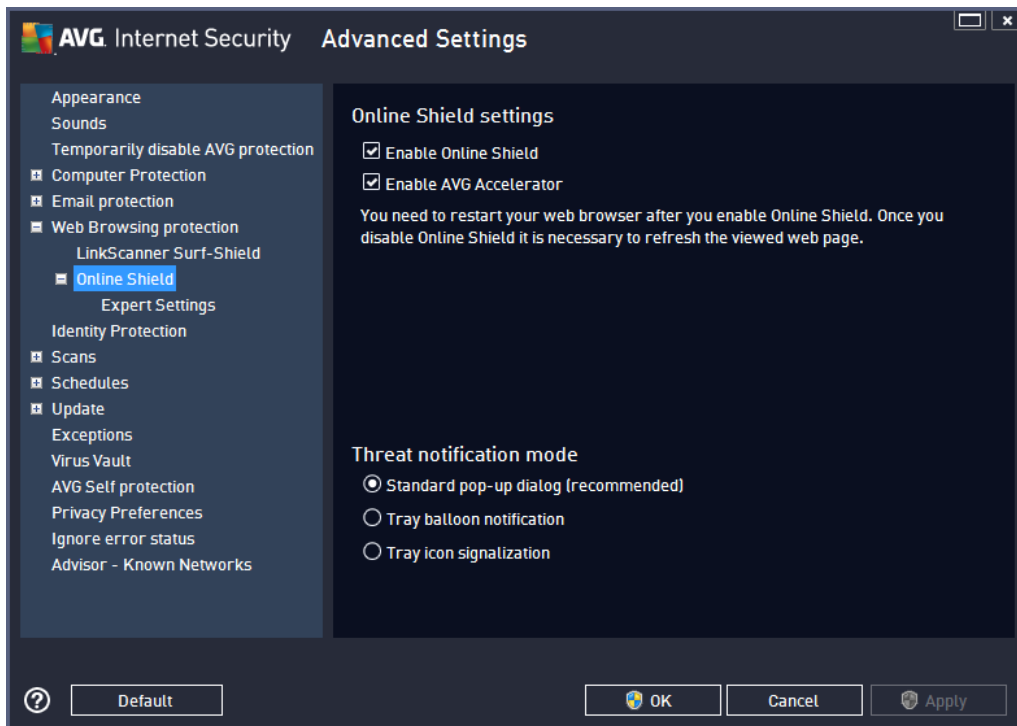 AVG. Internet Security Advanced Settings
Appearance
Sounds
Temporarily disable AVG protection
Computer Protection
Email protection
Web Browsing protection
LinkScanner Surf-Shield
Online Shield
Expert Settings
Identity Protection
Scans
Schedules
Update
Exceptions
Virus Vault
AVG Self protection
Privacy Preferences
Ignore error status
Advisor - Known Networks
Online Shield settings
Enable Online Shield
Enable AVG Accelerator
You need to restart your web browser after you enable Online Shield. Once you
disable Online Shield it is necessary to refresh the viewed web page.
Threat notification mode
Standard pop-up dialog (recommended)
Tray balloon notification
Tray icon signalization
? Default OK Cancel Apply